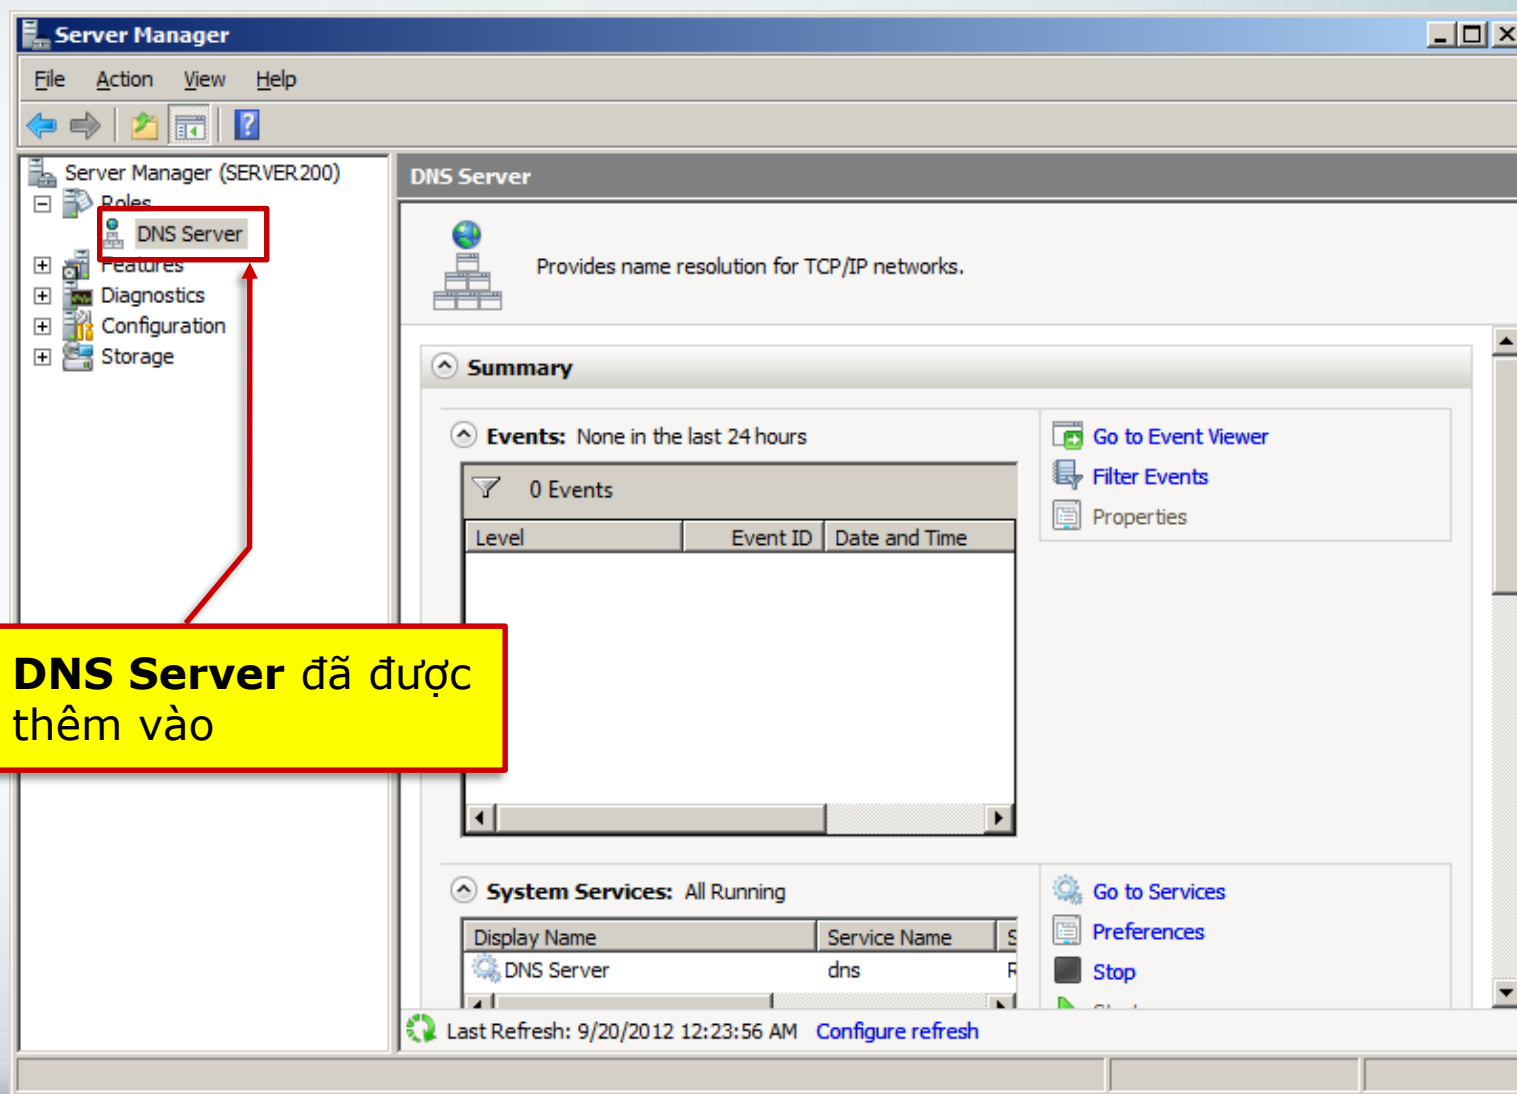 Server Manager
File Action View Help
Server Manager (SERVER200)
Roles
DNS Server
Features
Diagnostics
Configuration
Storage
DNS Server đã được
thêm vào
DNS Server
Provides name resolution for TCP/IP networks.
Summary
Events: None in the last 24 hours
0 Events
Level Event ID Date and Time
Go to Event Viewer
Filter Events
Properties
System Services: All Running
Display Name Service Name S
DNS Server dns R
Go to Services
Preferences
Stop
Last Refresh: 9/20/2012 12:23:56 AM Configure refresh